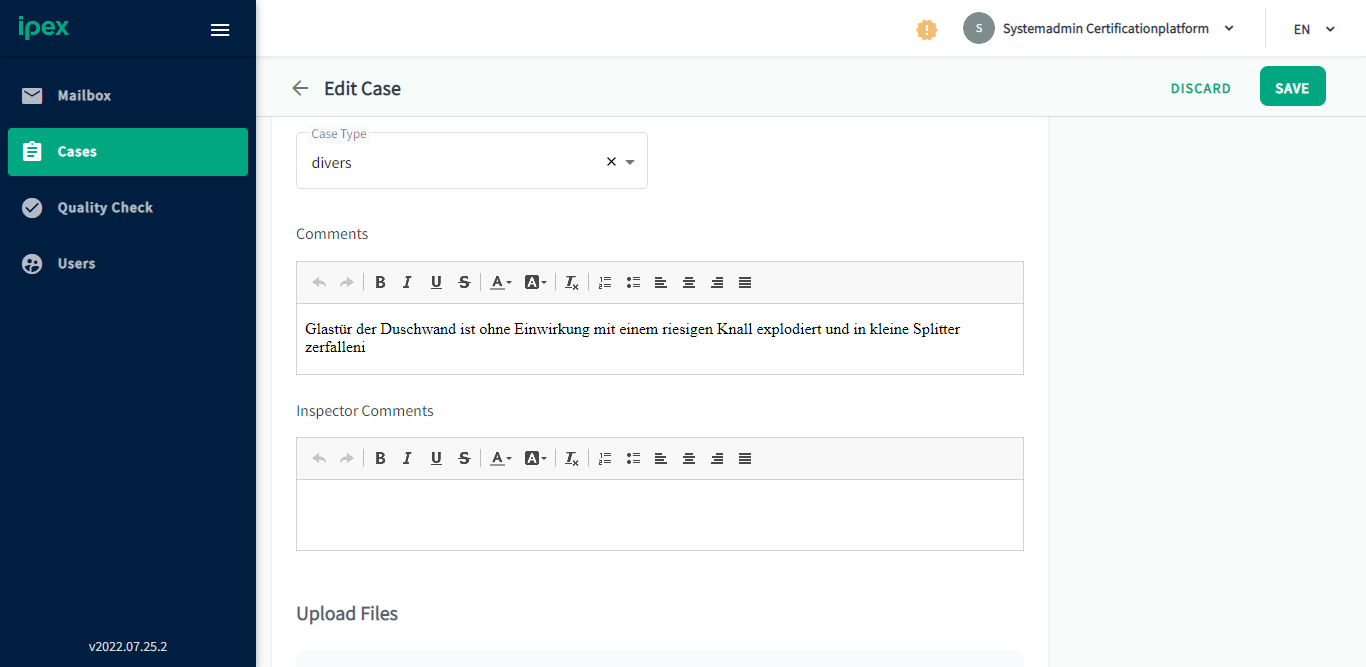 ipex
S
Systemadmin Certificationplatform
EN
Mailbox
Cases
Quality Check
Users
v2022.07.25.2
Edit Case
DISCARD
SAVE
Case Type
divers
Comments
B I U S A A Tx
Glastür der Duschwand ist ohne Einwirkung mit einem riesigen Knall explodiert und in kleine Splitter
zerfalleni
Inspector Comments
B I U S A A Tx
Upload Files